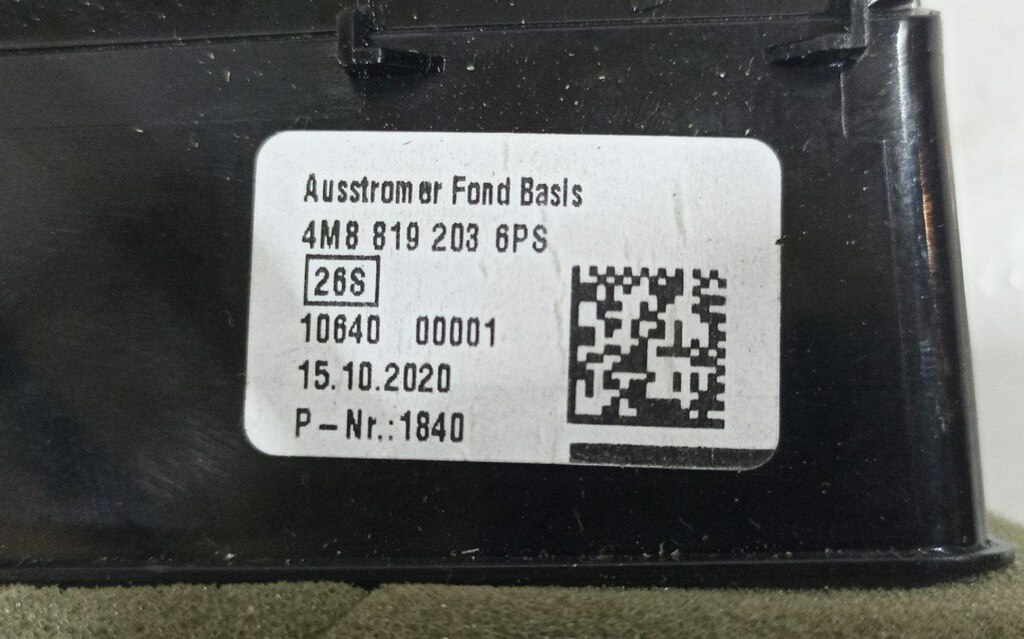 Ausstromer Fond Basis
4M8 819 203 6PS
26S
10640 00001
15.10.2020
P-Nr.:1840